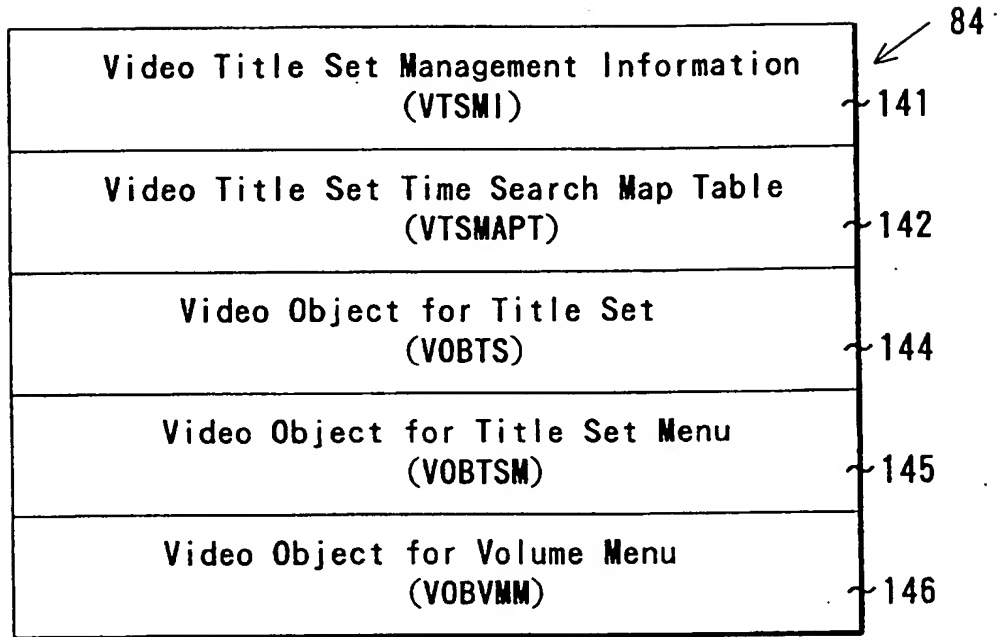 84
Video Title Set Management Information
(VTSMI)
141
Video Title Set Time Search Map Table
(VTSMAPT)
142
Video Object for Title Set
(VOBTS)
144
Video Object for Title Set Menu
(VOBTSM)
145
Video Object for Volume Menu
(VOBVMM)
146